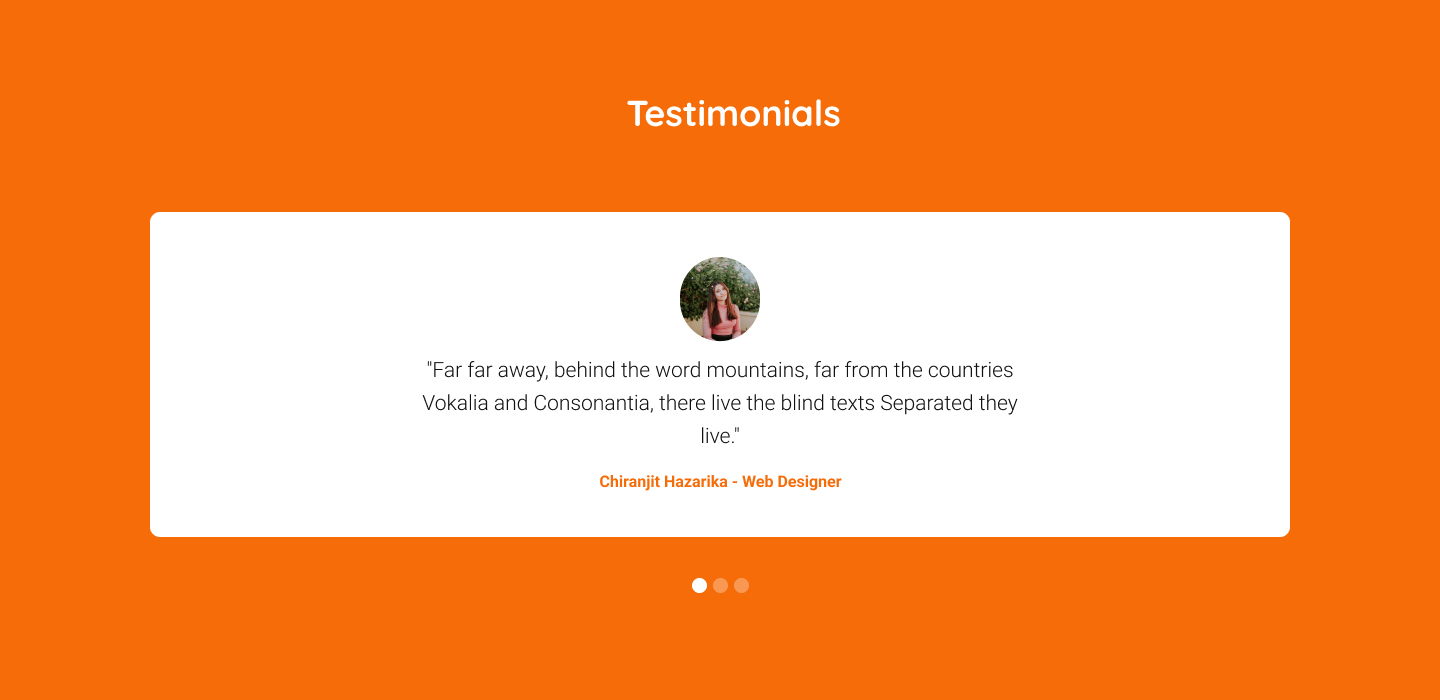 Testimonials
"Far far away, behind the word mountains, far from the countries
Vokalia and Consonantia, there live the blind texts Separated they
live."
Chiranjit Hazarika - Web Designer